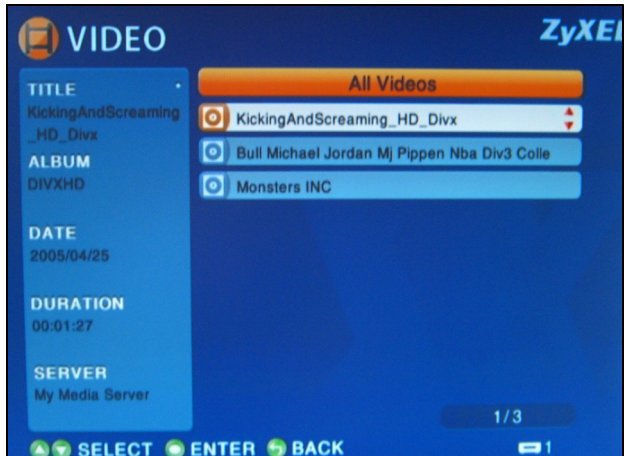 VIDEO
ZyXEL
TITLE
KickingAndScreaming
_HD_Divx
ALBUM
DIVXHD
DATE
2005/04/25
DURATION
00:01:27
SERVER
My Media Server
All Videos
KickingAndScreaming_HD_Divx
Bull Michael Jordan Mj Pippen Nba Div3 Colle
Monsters INC
1/3
SELECT ENTER BACK
1